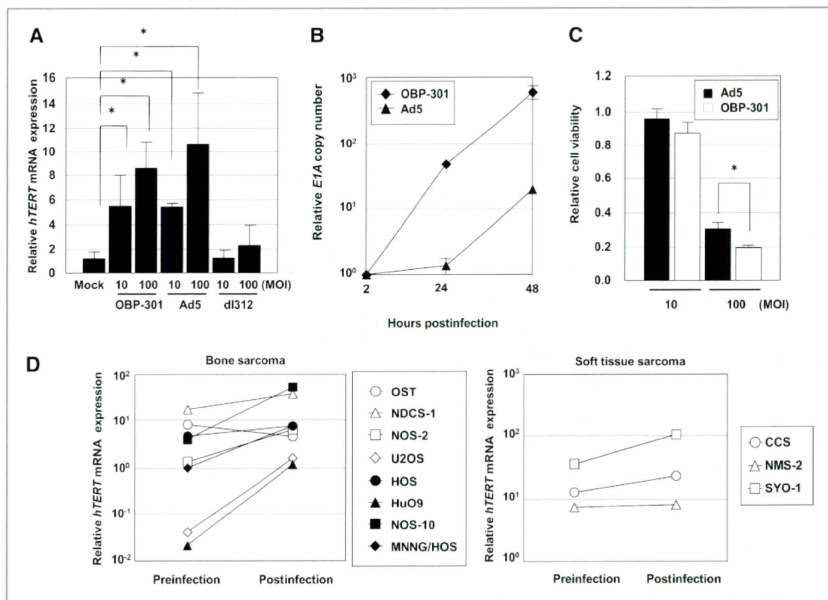 A
Relative hTERT mRNA expression
16
14
12
10
8
6
4
2
0
*
*
*
*
Mock 10 100 10 100 10 100 (MOI)
OBP-301 Ad5 dl312
B
Relative E1A copy number
10³
10²
10¹
10⁰
OBP-301
Ad5
2 24 48
Hours postinfection
C
Relative cell viability
1.2
1.0
0.8
0.6
0.4
0.2
0.0
Ad5
OBP-301
*
10 100 (MOI)
D
Bone sarcoma
Relative hTERT mRNA expression
10²
10¹
10⁰
10⁻¹
10⁻²
Preinfection Postinfection
OST
NDCS-1
NOS-2
U2OS
HOS
HuO9
NOS-10
MNNG/HOS
Soft tissue sarcoma
Relative hTERT mRNA expression
10³
10²
10¹
10⁰
Preinfection Postinfection
CCS
NMS-2
SYO-1